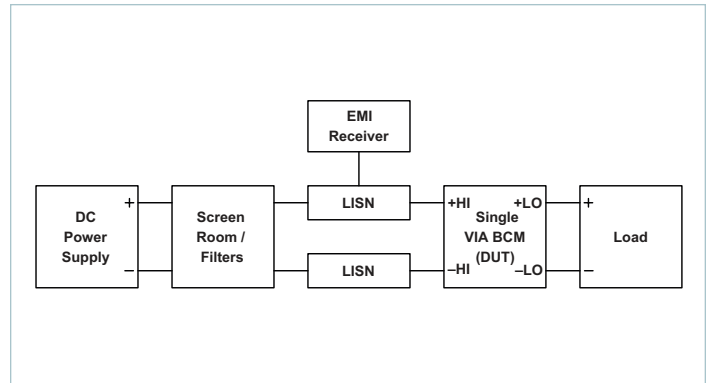 EMI
Receiver
DC
Power
Supply
+
–
Screen
Room /
Filters
LISN
LISN
+HI
–HI
Single
VIA BCM
(DUT)
+LO
–LO
+
–
Load